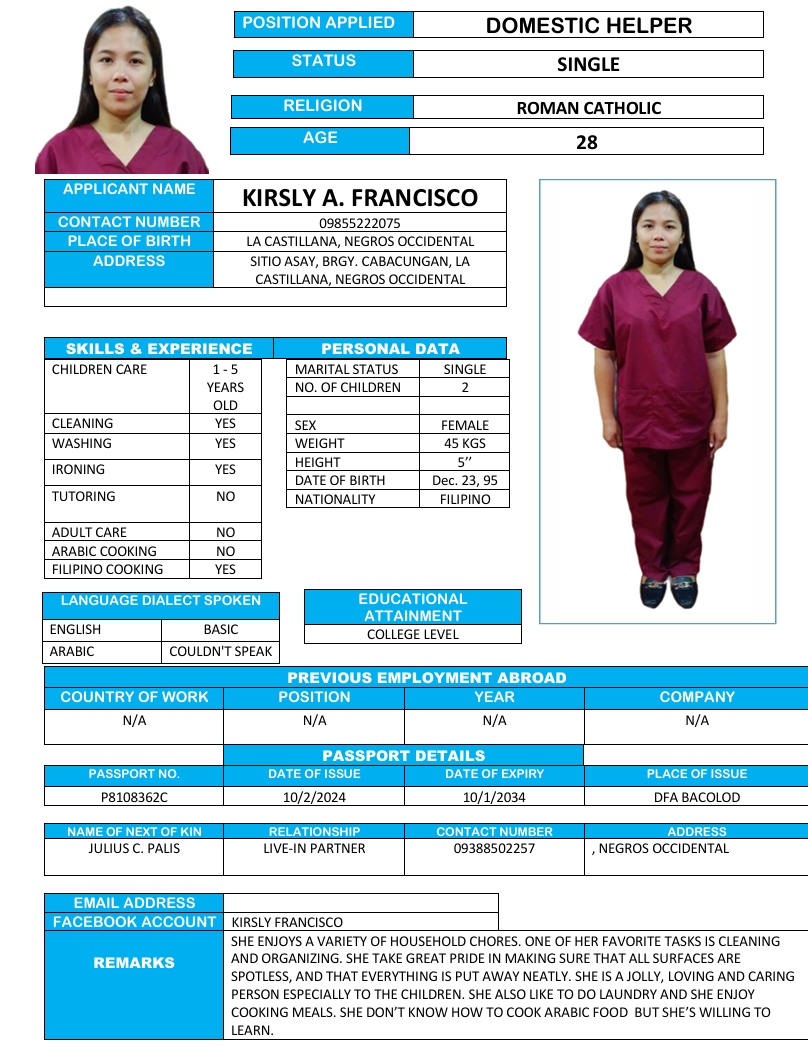 POSITION APPLIED DOMESTIC HELPER
STATUS SINGLE
RELIGION ROMAN CATHOLIC
AGE 28
APPLICANT NAME KIRSLY A. FRANCISCO
CONTACT NUMBER 09855222075
PLACE OF BIRTH LA CASTILLANA, NEGROS OCCIDENTAL
ADDRESS SITIO ASAY, BRGY. CABACUNGAN, LA
CASTILLANA, NEGROS OCCIDENTAL
SKILLS & EXPERIENCE
CHILDREN CARE 1 - 5
YEARS
OLD
CLEANING YES
WASHING YES
IRONING YES
TUTORING NO
ADULT CARE NO
ARABIC COOKING NO
FILIPINO COOKING YES
PERSONAL DATA
MARITAL STATUS SINGLE
NO. OF CHILDREN 2
SEX FEMALE
WEIGHT 45 KGS
HEIGHT 5’’
DATE OF BIRTH Dec. 23, 95
NATIONALITY FILIPINO
LANGUAGE DIALECT SPOKEN
ENGLISH BASIC
ARABIC COULDN'T SPEAK
EDUCATIONAL
ATTAINMENT
COLLEGE LEVEL
PREVIOUS EMPLOYMENT ABROAD
COUNTRY OF WORK POSITION YEAR COMPANY
N/A N/A N/A N/A
PASSPORT DETAILS
PASSPORT NO. DATE OF ISSUE DATE OF EXPIRY PLACE OF ISSUE
P8108362C 10/2/2024 10/1/2034 DFA BACOLOD
NAME OF NEXT OF KIN RELATIONSHIP CONTACT NUMBER ADDRESS
JULIUS C. PALIS LIVE-IN PARTNER 09388502257 , NEGROS OCCIDENTAL
EMAIL ADDRESS
FACEBOOK ACCOUNT KIRSLY FRANCISCO
REMARKS
SHE ENJOYS A VARIETY OF HOUSEHOLD CHORES. ONE OF HER FAVORITE TASKS IS CLEANING
AND ORGANIZING. SHE TAKE GREAT PRIDE IN MAKING SURE THAT ALL SURFACES ARE
SPOTLESS, AND THAT EVERYTHING IS PUT AWAY NEATLY. SHE IS A JOLLY, LOVING AND CARING
PERSON ESPECIALLY TO THE CHILDREN. SHE ALSO LIKE TO DO LAUNDRY AND SHE ENJOY
COOKING MEALS. SHE DON’T KNOW HOW TO COOK ARABIC FOOD BUT SHE’S WILLING TO
LEARN.